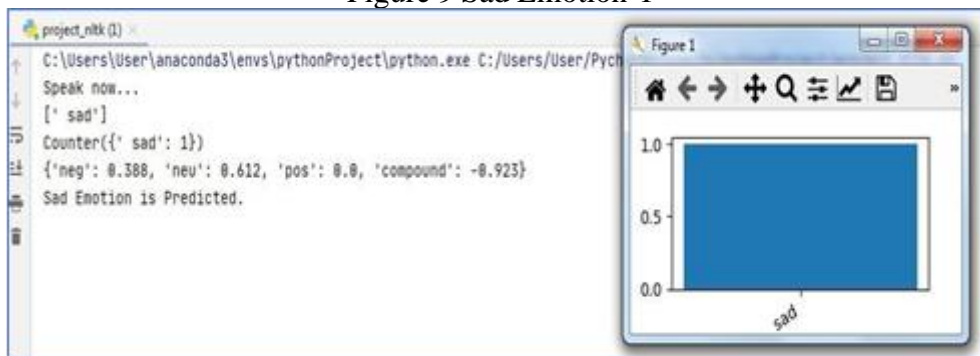 Figure 9 Sad Emotion-1
project_nltk (1) ×
C:\Users\User\anaconda3\envs\pythonProject\python.exe C:/Users/User/Pych
Speak now...
[' sad']
Counter({' sad': 1})
{'neg': 0.388, 'neu': 0.612, 'pos': 0.0, 'compound': -0.923}
Sad Emotion is Predicted.
Figure 1
1.0
0.5
0.0
sad